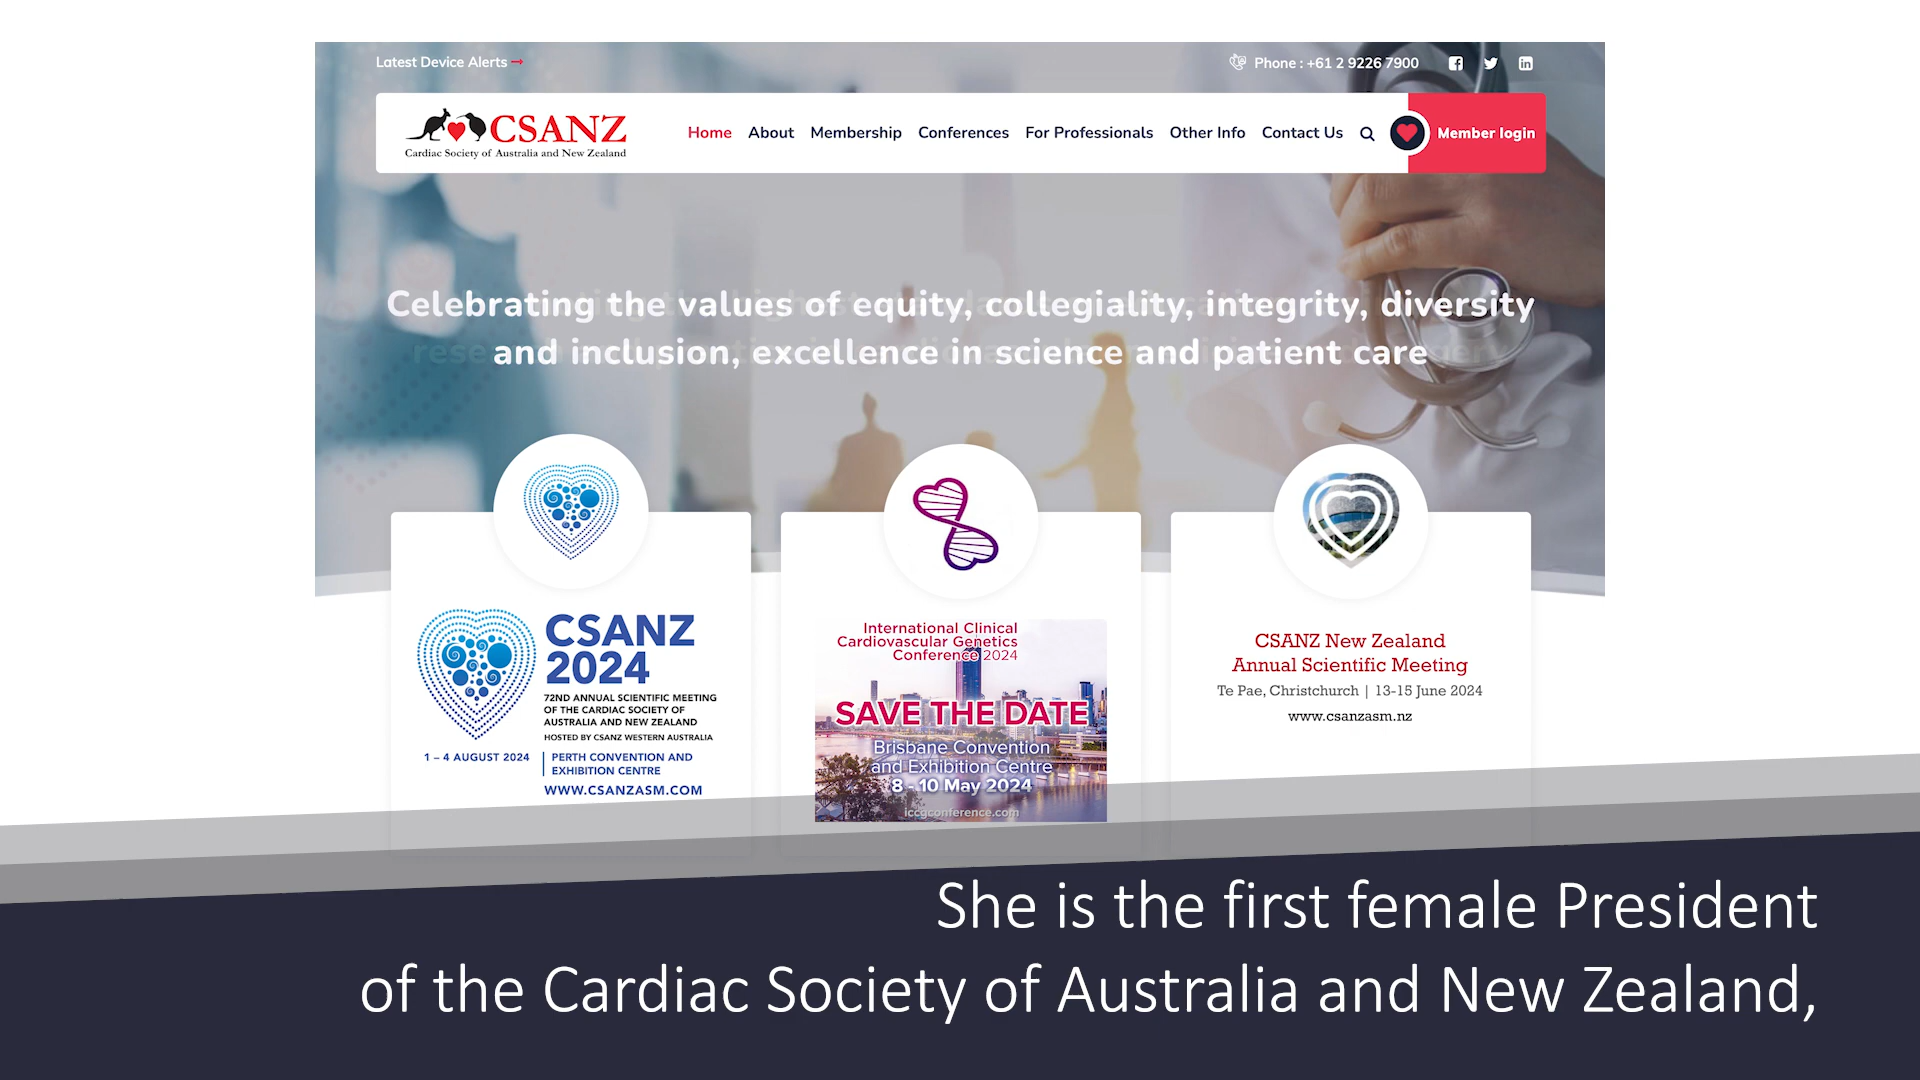 Latest Device Alerts
Phone : +61 2 9226 7900
CSANZ
Cardiac Society of Australia and New Zealand
Home About Membership Conferences For Professionals Other Info Contact Us Member login
Celebrating the values of equity, collegiality, integrity, diversity
and inclusion, excellence in science and patient care
CSANZ
2024
72ND ANNUAL SCIENTIFIC MEETING
OF THE CARDIAC SOCIETY OF
AUSTRALIA AND NEW ZEALAND
HOSTED BY CSANZ WESTERN AUSTRALIA
1 – 4 AUGUST 2024
PERTH CONVENTION AND
EXHIBITION CENTRE
WWW.CSANZASM.COM
International Clinical
Cardiovascular Genetics
Conference 2024
SAVE THE DATE
Brisbane Convention
and Exhibition Centre
8 - 10 May 2024
iccgconference.com
CSANZ New Zealand
Annual Scientific Meeting
Te Pae, Christchurch | 13-15 June 2024
www.csanzasm.nz
She is the first female President
of the Cardiac Society of Australia and New Zealand,